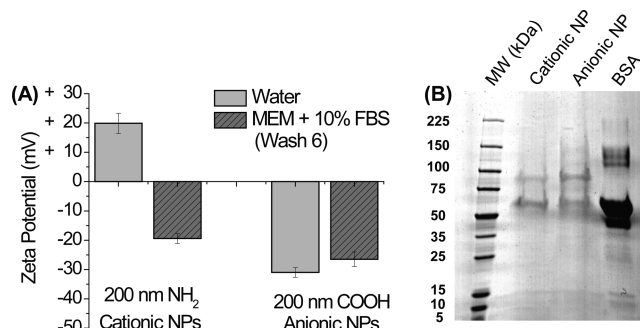 (A)
Zeta Potential (mV)
+ 30
+ 20
+ 10
0
-10
-20
-30
-40
-50
Water
MEM + 10% FBS
(Wash 6)
200 nm NH2
Cationic NPs
200 nm COOH
Anionic NPs
(B)
MW (kDa)
Cationic NP
Anionic NP
BSA
225
150
100
75
50
35
25
15
10
5